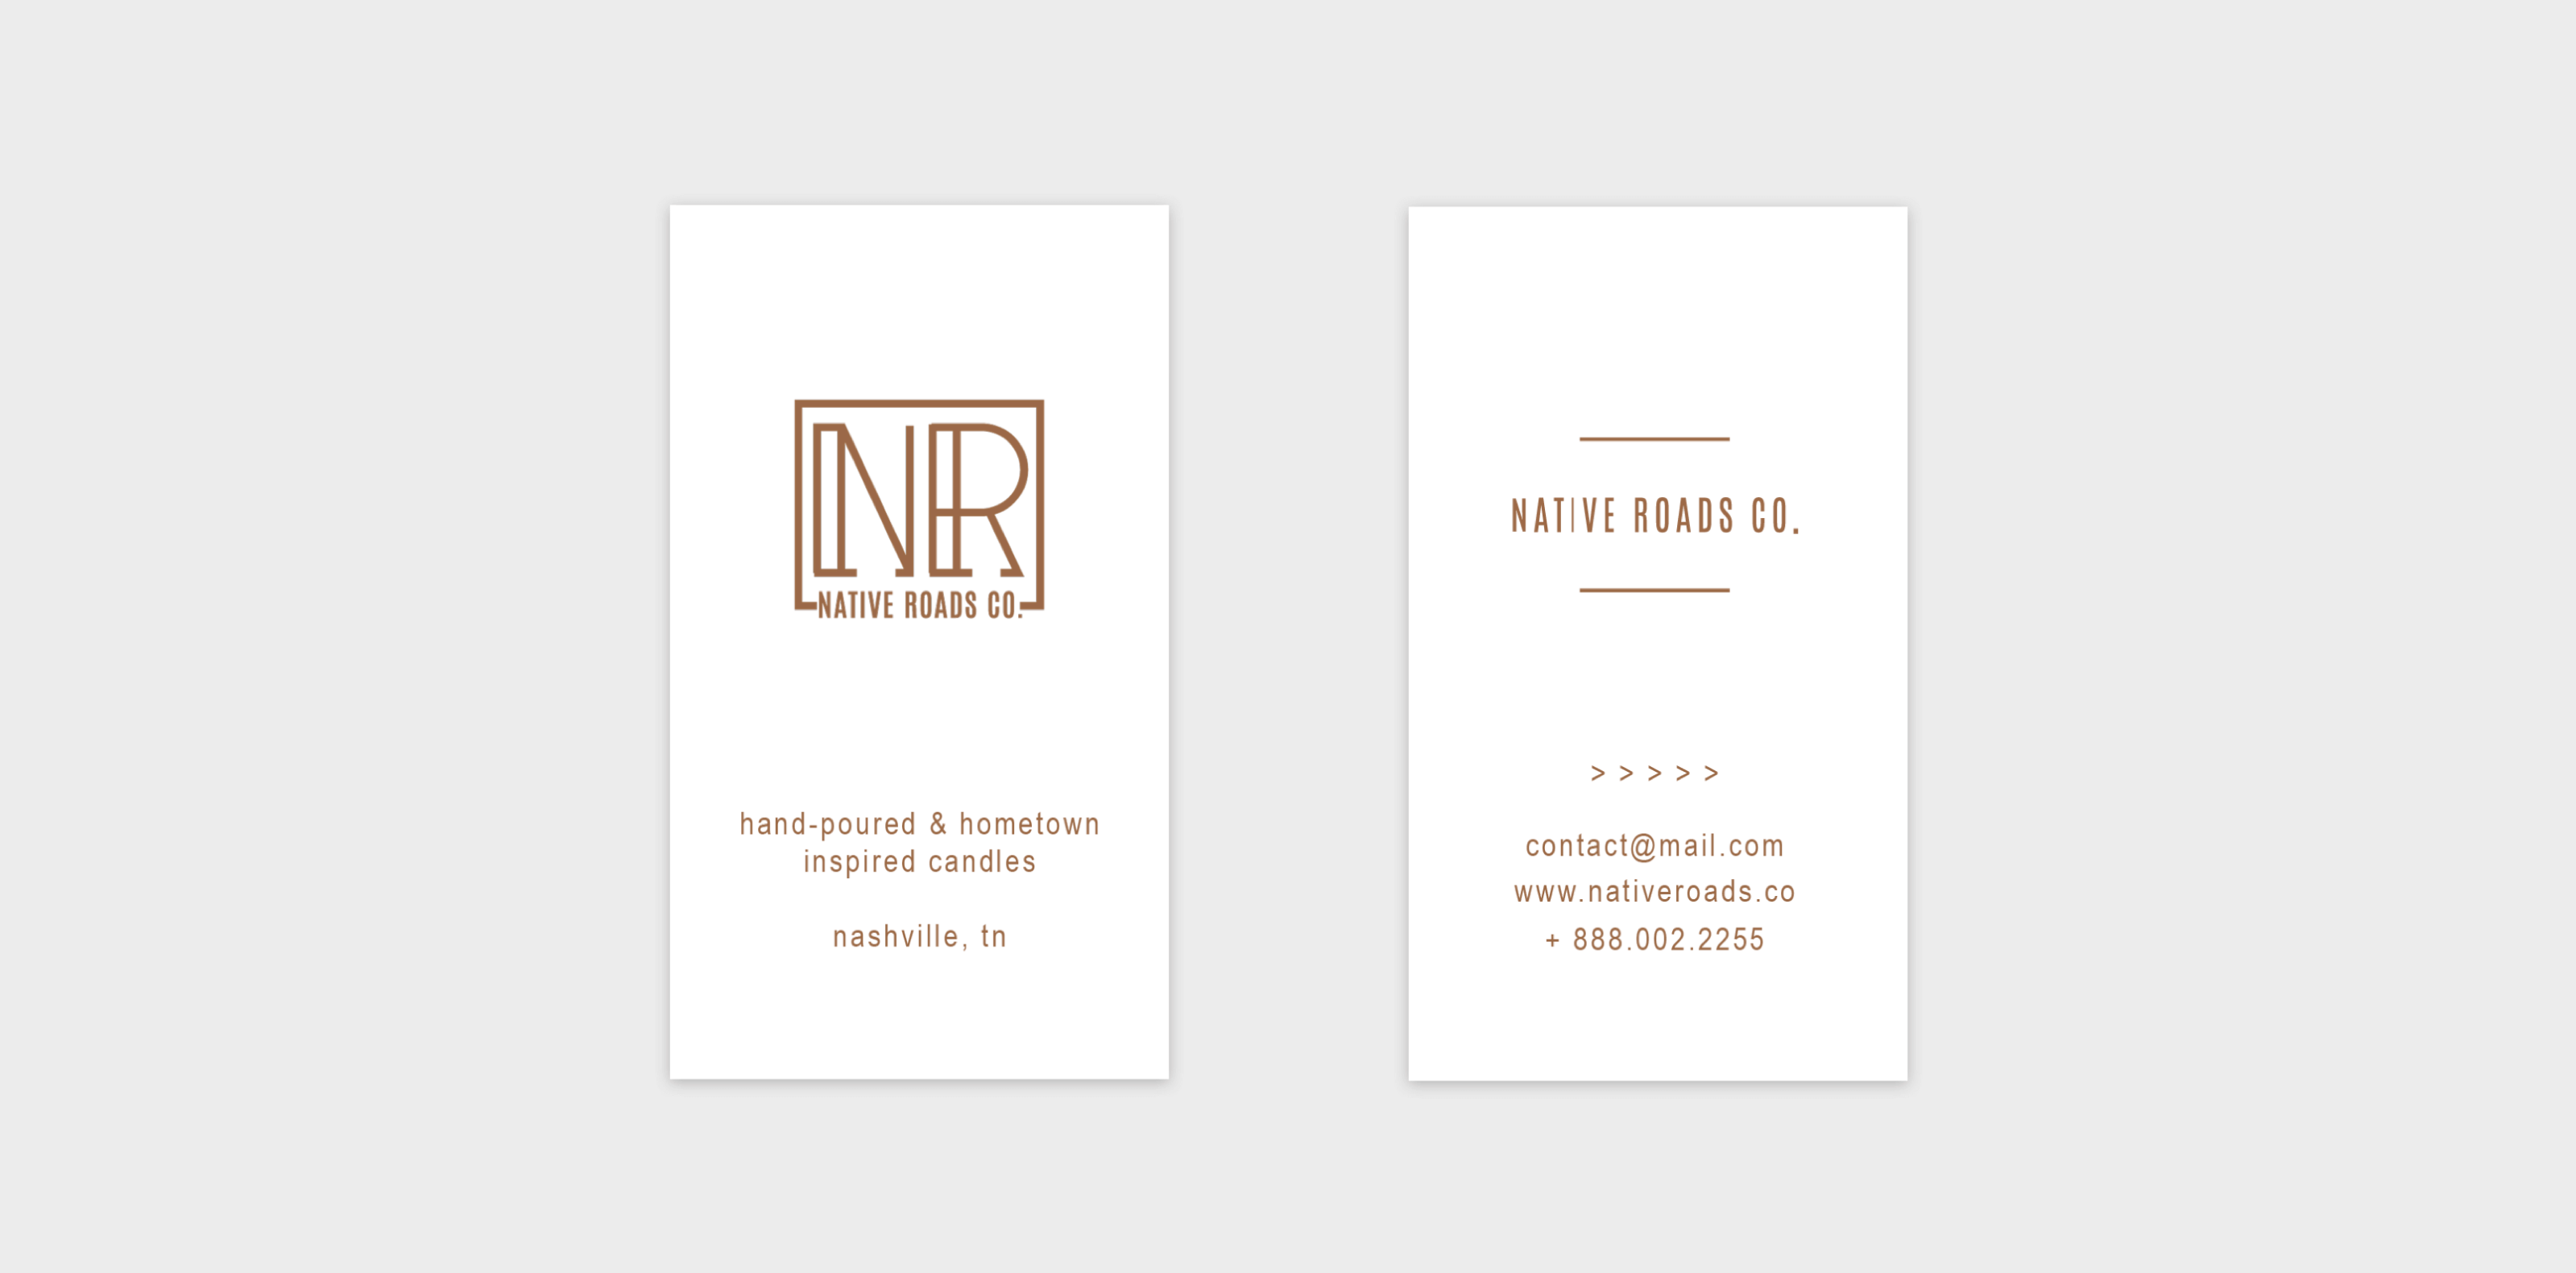 NR
NATIVE ROADS CO.
hand-poured & hometown
inspired candles
nashville, tn
NATIVE ROADS CO.
> > > > >
contact@mail.com
www.nativeroads.co
+ 888.002.2255